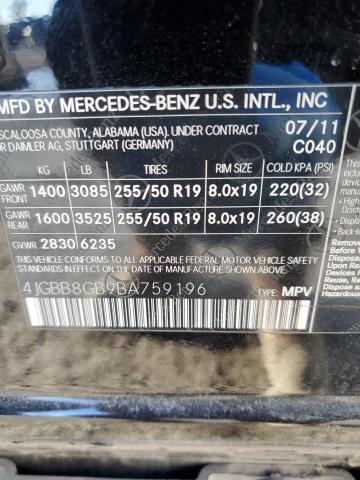 MFD BY MERCEDES-BENZ U.S. INTL., INC
SCALOOSA COUNTY, ALABAMA (USA). UNDER CONTRACT 07/11
R DAIMLER AG, STUTTGART (GERMANY) C040
KG LB TIRES RIM SIZE COLD KPA (PSI)
GAWR FRONT 1400 3085 255/50 R19 8.0x19 220(32)
GAWR REAR 1600 3525 255/50 R19 8.0x19 260(38)
GVWR 2830 6235
THIS VEHICLE CONFORMS TO ALL APPLICABLE FEDERAL MOTOR VEHICLE SAFETY
STANDARDS IN EFFECT ON THE DATE OF MANUFACTURE SHOWN ABOVE.
4JGBB8GB9BA759196 TYPE: MPV